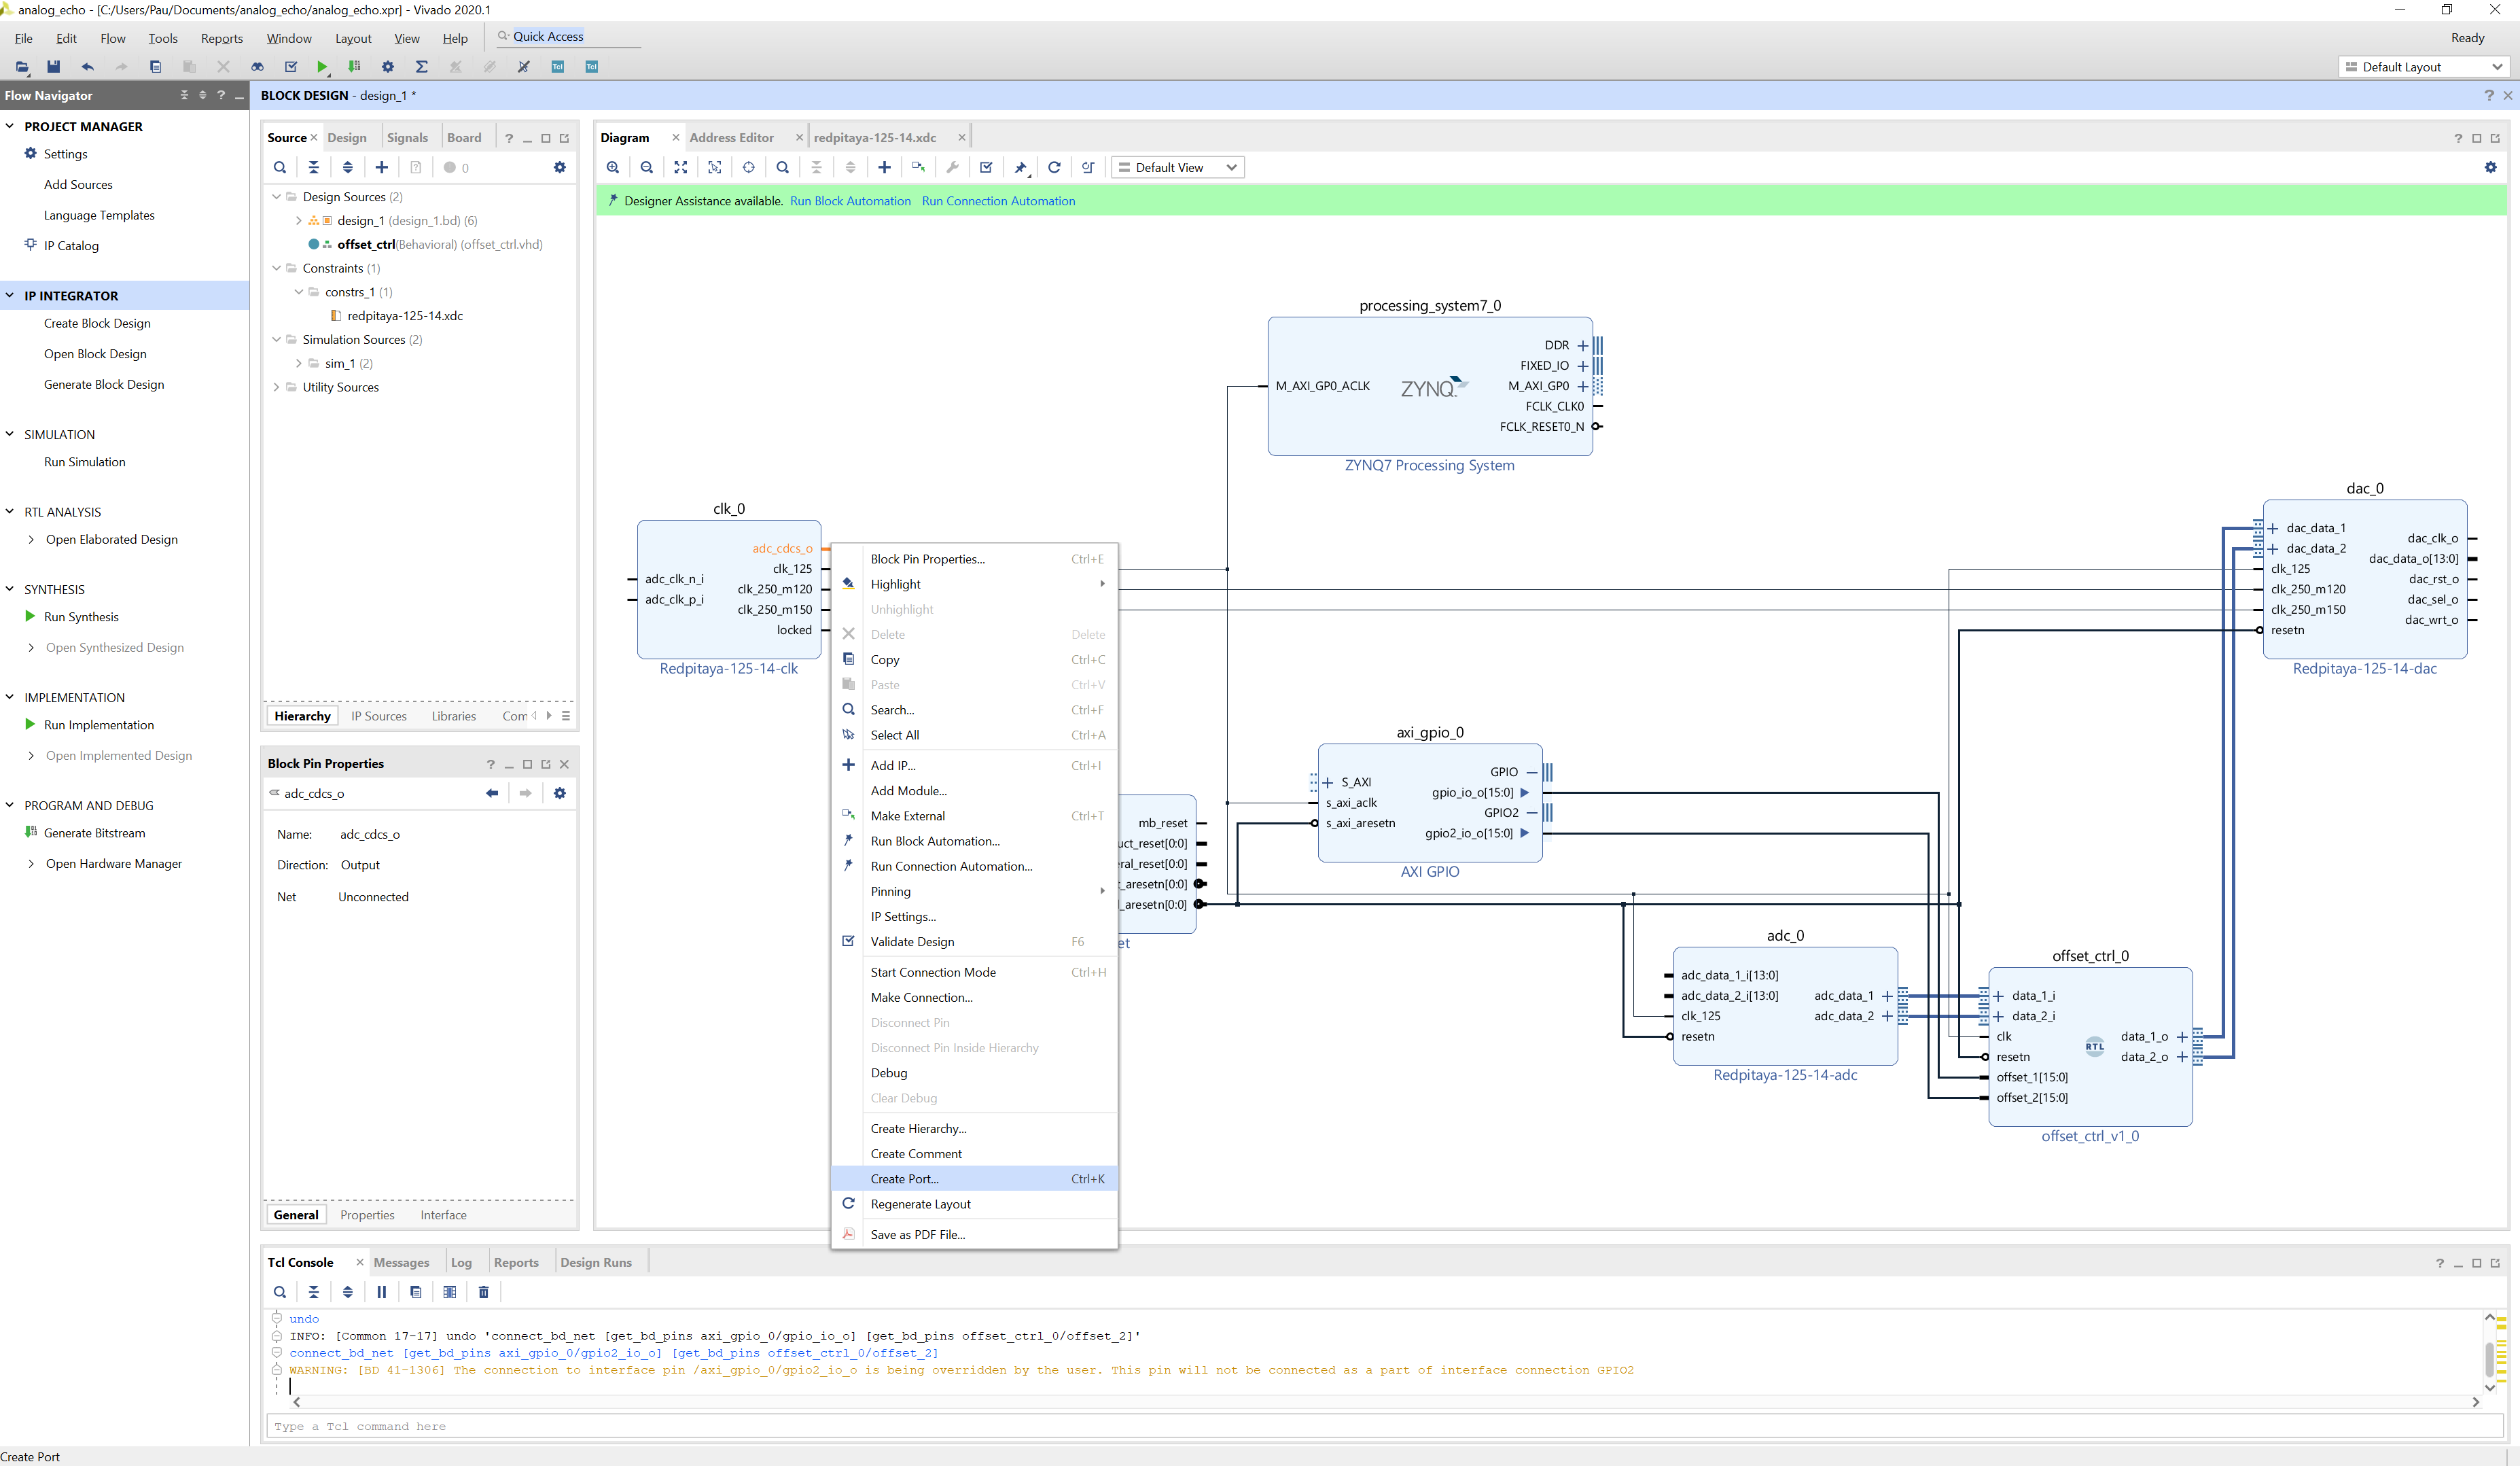 analog_echo - [C:/Users/Pau/Documents/analog_echo/analog_echo.xpr] - Vivado 2020.1
File Edit Flow Tools Reports Window Layout View Help Quick Access Ready
Tcl Tcl Default Layout
Flow Navigator
PROJECT MANAGER
Settings
Add Sources
Language Templates
IP Catalog
IP INTEGRATOR
Create Block Design
Open Block Design
Generate Block Design
SIMULATION
Run Simulation
RTL ANALYSIS
Open Elaborated Design
SYNTHESIS
Run Synthesis
Open Synthesized Design
IMPLEMENTATION
Run Implementation
Open Implemented Design
PROGRAM AND DEBUG
Generate Bitstream
Open Hardware Manager
BLOCK DESIGN - design_1 *
Source Design Signals Board
0
Design Sources (2)
design_1 (design_1.bd) (6)
offset_ctrl(Behavioral) (offset_ctrl.vhd)
Constraints (1)
constrs_1 (1)
redpitaya-125-14.xdc
Simulation Sources (2)
sim_1 (2)
Utility Sources
Hierarchy IP Sources Libraries Com
Block Pin Properties
adc_cdcs_o
Name: adc_cdcs_o
Direction: Output
Net Unconnected
General Properties Interface
Diagram Address Editor redpitaya-125-14.xdc
Default View
Designer Assistance available. Run Block Automation Run Connection Automation
processing_system7_0
DDR
FIXED_IO
M_AXI_GP0_ACLK ZYNQ. M_AXI_GP0
FCLK_CLK0
FCLK_RESET0_N
ZYNQ7 Processing System
clk_0
adc_cdcs_o
clk_125
adc_clk_n_i
clk_250_m120
adc_clk_p_i
clk_250_m150
locked
Redpitaya-125-14-clk
dac_0
dac_data_1
dac_clk_o
dac_data_2
dac_data_o[13:0]
clk_125
dac_rst_o
clk_250_m120
dac_sel_o
clk_250_m150
dac_wrt_o
resetn
Redpitaya-125-14-dac
Block Pin Properties... Ctrl+E
Highlight
Unhighlight
Delete Delete
Copy Ctrl+C
Paste Ctrl+V
Search... Ctrl+F
Select All Ctrl+A
Add IP... Ctrl+I
Add Module...
Make External Ctrl+T
Run Block Automation...
Run Connection Automation...
Pinning
IP Settings...
Validate Design F6
Start Connection Mode Ctrl+H
Make Connection...
Disconnect Pin
Disconnect Pin Inside Hierarchy
Debug
Clear Debug
Create Hierarchy...
Create Comment
Create Port... Ctrl+K
Regenerate Layout
Save as PDF File...
mb_reset
uct_reset[0:0]
ral_reset[0:0]
t_aresetn[0:0]
l_aresetn[0:0]
et
axi_gpio_0
GPIO
S_AXI
gpio_io_o[15:0]
s_axi_aclk
GPIO2
s_axi_aresetn
gpio2_io_o[15:0]
AXI GPIO
adc_0
adc_data_1_i[13:0]
adc_data_2_i[13:0] adc_data_1
clk_125 adc_data_2
resetn
Redpitaya-125-14-adc
offset_ctrl_0
data_1_i
data_2_i
clk data_1_o
RTL
resetn data_2_o
offset_1[15:0]
offset_2[15:0]
offset_ctrl_v1_0
Tcl Console Messages Log Reports Design Runs
undo
INFO: [Common 17-17] undo 'connect_bd_net [get_bd_pins axi_gpio_0/gpio_io_o] [get_bd_pins offset_ctrl_0/offset_2]'
connect_bd_net [get_bd_pins axi_gpio_0/gpio2_io_o] [get_bd_pins offset_ctrl_0/offset_2]
WARNING: [BD 41-1306] The connection to interface pin /axi_gpio_0/gpio2_io_o is being overridden by the user. This pin will not be connected as a part of interface connection GPIO2
Type a Tcl command here
Create Port